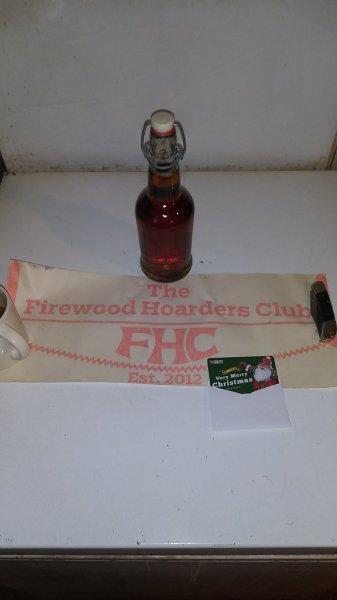 The
Firewood Hoarders Club
FHC
Est. 2012
Very Merry
Christmas